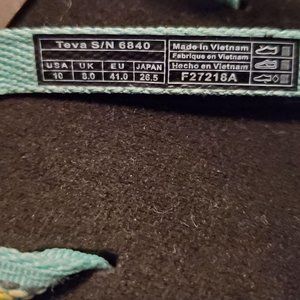 Teva S/N 6840
USA UK EU JAPAN
10 8.0 41.0 26.5
Made in Vietnam
Fabriqué en Vietnam
Hecho en Vietnam
F27218A